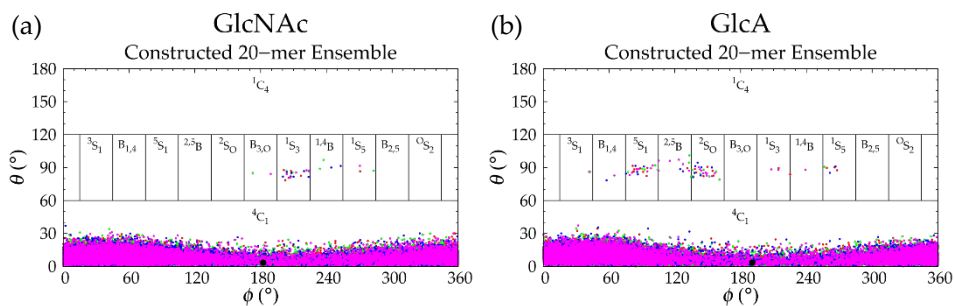 (a) GlcNAc
Constructed 20−mer Ensemble
180
150
120
90
60
30
0
θ (°)
¹C₄
³S₁ B₁,₄ ⁵S₁ ²,⁵B ²S_O B₃,O ¹S₃ ¹,⁴B ¹S₅ B₂,₅ ᴼS₂
⁴C₁
0 60 120 180 240 300 360
ϕ (°)
(b) GlcA
Constructed 20−mer Ensemble
180
150
120
90
60
30
0
θ (°)
¹C₄
³S₁ B₁,₄ ⁵S₁ ²,⁵B ²S_O B₃,O ¹S₃ ¹,⁴B ¹S₅ B₂,₅ ᴼS₂
⁴C₁
0 60 120 180 240 300 360
ϕ (°)